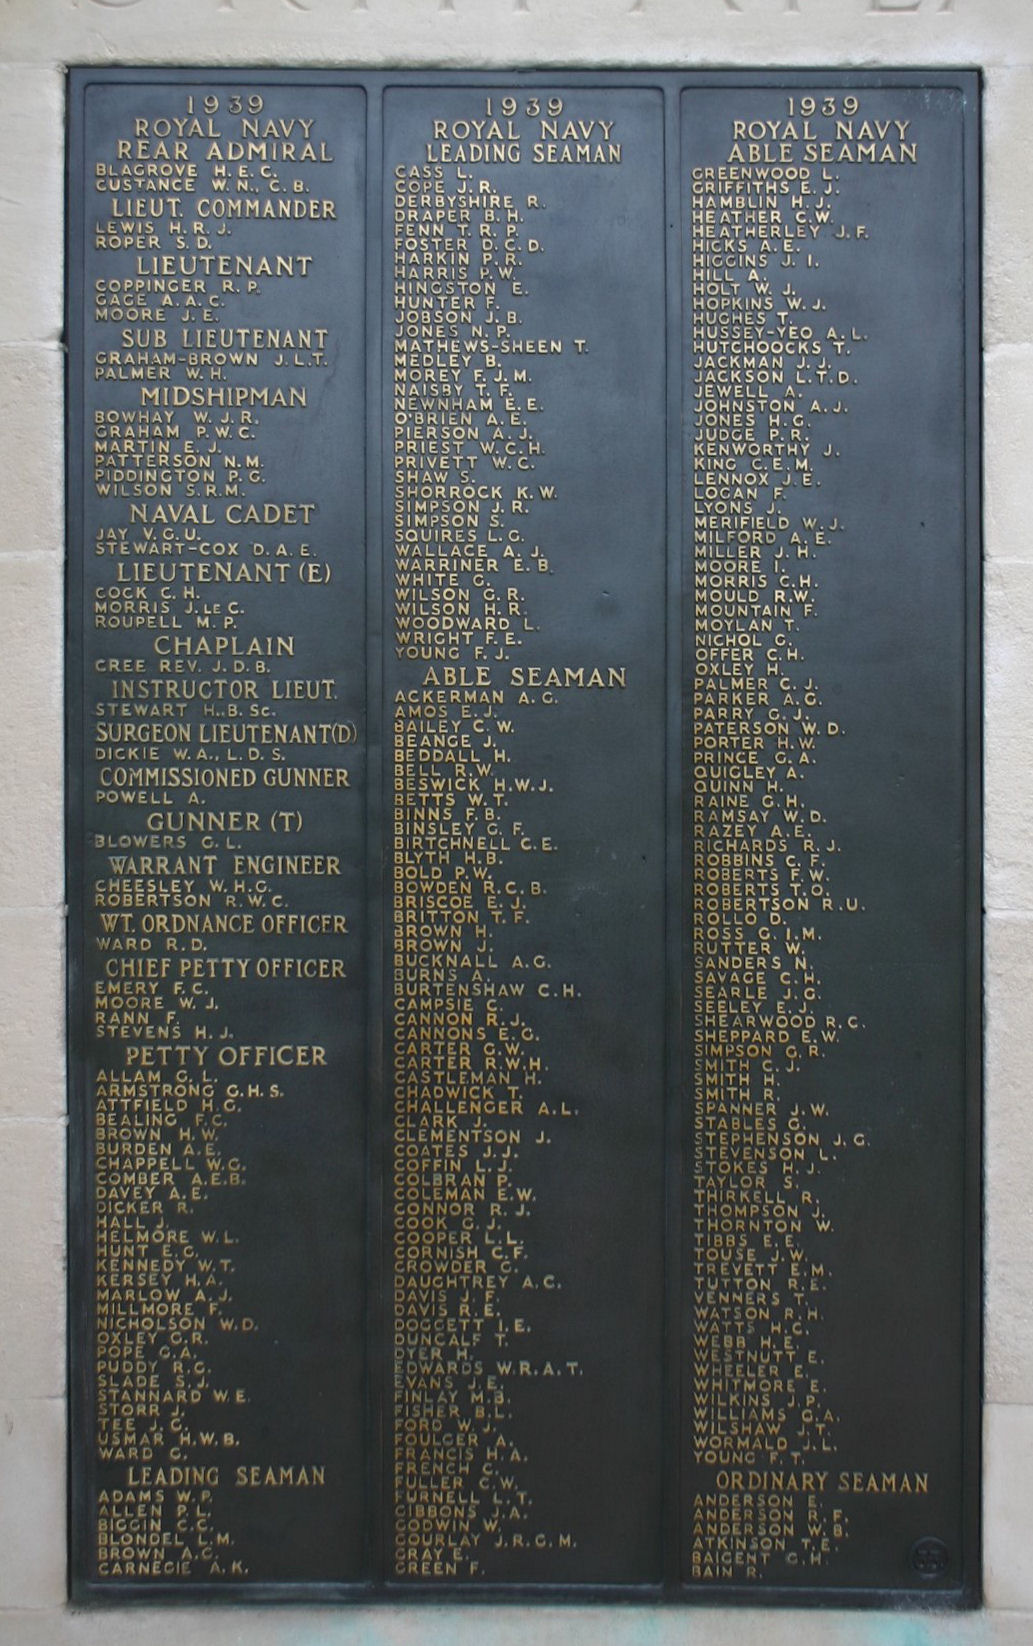 1939
ROYAL NAVY
REAR ADMIRAL
BLAGROVE H.E.C.
CUSTANCE W.N., C.B.
LIEUT. COMMANDER
LEWIS H.R.J.
ROPER S.D.
LIEUTENANT
COPPINGER R.P.
GAGE A.A.C.
MOORE J.E.
SUB LIEUTENANT
GRAHAM-BROWN J.L.T.
PALMER W.H.
MIDSHIPMAN
BOWHAY W.J.R.
GRAHAM P.W.C.
MARTIN E.J.
PATTERSON N.M.
PIDDINGTON P.G.
WILSON S.R.M.
NAVAL CADET
JAY V.G.U.
STEWART-COX D.A.E.
LIEUTENANT (E)
COCK C.H.
MORRIS J. LE C.
ROUPELL M.P.
CHAPLAIN
CREE REV. J.D.B.
INSTRUCTOR LIEUT.
STEWART H., B.SC.
SURGEON LIEUTENANT(D)
DICKIE W.A., L.D.S.
COMMISSIONED GUNNER
POWELL A.
GUNNER (T)
BLOWERS G.L.
WARRANT ENGINEER
CHEESLEY W.H.G.
ROBERTSON R.W.C.
WT. ORDNANCE OFFICER
WARD R.D.
CHIEF PETTY OFFICER
EMERY F.C.
MOORE W.J.
RANN F.
STEVENS H.J.
PETTY OFFICER
ALLAM G.L.
ARMSTRONG G.H.S.
ATTFIELD H.G.
BEALING F.C.
BROWN H.W.
BURDEN A.E.
CHAPPELL W.G.
COMBER A.E.B.
DAVEY A.E.
DICKER R.
HALL J.
HELMORE W.L.
HUNT E.G.
KENNEDY W.T.
KERSEY H.A.
MARLOW A.J.
MILLMORE F.
NICHOLSON W.D.
OXLEY G.R.
POPE G.A.
PUDDY R.G.
SLADE S.J.
STANNARD W.E.
STORR J.
TEE J.G.
USMAR H.W.B.
WARD G.
LEADING SEAMAN
ADAMS W.P.
ALLEN P.L.
BIGGIN C.C.
BLONDEL L.M.
BROWN A.G.
CARNEGIE A.K.
1939
ROYAL NAVY
LEADING SEAMAN
CASS L.
COPE J.R.
DERBYSHIRE R.
DRAPER B.H.
FENN T.R.P.
FOSTER D.C.D.
HARKIN P.R.
HARRIS P.W.
HINGSTON E.
HUNTER F.
JOBSON J.B.
JONES N.P.
MATHEWS-SHEEN T.
MEDLEY B.
MOREY F.J.M.
NAISBY T.F.
NEWNHAM E.E.
O'BRIEN A.E.
PIERSON A.J.
PRIEST W.C.H.
PRIVETT W.C.
SHAW S.
SHORROCK K.W.
SIMPSON J.R.
SIMPSON S.
SQUIRES L.G.
WALLACE A.J.
WARRINER E.B.
WHITE G.
WILSON G.R.
WILSON H.R.
WOODWARD L.
WRIGHT F.E.
YOUNG F.J.
ABLE SEAMAN
ACKERMAN A.G.
AMOS E.J.
BAILEY C.W.
BEANGE J.
BEDDALL H.
BELL R.W.
BESWICK H.W.J.
BETTS W.T.
BINNS F.B.
BINSLEY G.F.
BIRTCHNELL C.E.
BLYTH H.B.
BOLD P.W.
BOWDEN R.C.B.
BRISCOE E.J.
BRITTON T.F.
BROWN H.
BROWN J.
BUCKNALL A.G.
BURNS A.
BURTENSHAW C.H.
CAMPSIE C.
CANNON R.J.
CANNONS E.G.
CARTER G.W.
CARTER R.W.H.
CASTLEMAN H.
CHADWICK T.
CHALLENGER A.L.
CLARK J.
CLEMENTSON J.
COATES J.J.
COFFIN L.J.
COLBRAN P.
COLEMAN E.W.
CONNOR R.J.
COOK G.J.
COOPER L.L.
CORNISH C.F.
CROWDER G.
DAUGHTREY A.C.
DAVIS J.F.
DAVIS R.E.
DOGGETT I.E.
DUNCALF T.
DYER H.
EDWARDS W.R.A.T.
EVANS J.E.
FINLAY M.B.
FISHER B.L.
FORD W.J.
FOULGER A.
FRANCIS H.A.
FRENCH C.
FULLER C.W.
FURNELL L.T.
GIBBONS J.A.
GODWIN W.
GOURLAY J.R.G.M.
GRAY E.
GREEN F.
1939
ROYAL NAVY
ABLE SEAMAN
GREENWOOD L.
GRIFFITHS E.J.
HAMBLIN H.J.
HEATHER C.W.
HEATHERLEY J.F.
HICKS A.E.
HIGGINS J.I.
HILL A.
HOLT W.J.
HOPKINS W.J.
HUGHES T.
HUSSEY-YEO A.L.
HUTCHOOCKS T.
JACKMAN J.J.
JACKSON L.T.D.
JEWELL A.
JOHNSTON A.J.
JONES H.G.
JUDGE P.R.
KENWORTHY J.
KING C.E.M.
LENNOX J.E.
LOGAN F.
LYONS J.
MERIFIELD W.J.
MILFORD A.E.
MILLER J.H.
MOORE I.
MORRIS C.H.
MOULD R.W.
MOUNTAIN F.
MOYLAN T.
NICHOL G.
OFFER C.H.
OXLEY H.
PALMER C.J.
PARKER A.G.
PARRY G.J.
PATERSON W.D.
PORTER H.W.
PRINCE G.A.
QUIGLEY A.
QUINN H.
RAINE G.H.
RAMSAY W.D.
RAZEY A.E.
RICHARDS R.J.
ROBBINS C.F.
ROBERTS F.W.
ROBERTS T.O.
ROBERTSON R.U.
ROLLO D.
ROSS G.I.M.
RUTTER W.
SANDERS N.
SAVAGE C.H.
SEARLE J.G.
SEELEY E.J.
SHEARWOOD R.C.
SHEPPARD E.W.
SIMPSON G.R.
SMITH C.J.
SMITH H.
SMITH R.
SPANNER J.W.
STABLES G.
STEPHENSON J.G.
STEVENSON L.
STOKES H.J.
TAYLOR S.
THIRKELL R.
THOMPSON J.
THORNTON W.
TIBBS E.E.
TOUSE J.W.
TREVETT E.M.
TUTTON R.E.
VENNERS T.
WATSON R.H.
WATTS H.C.
WEBB H.E.
WESTNUTT E.
WHEELER E.
WHITMORE E.
WILKINS J.P.
WILLIAMS G.A.
WILSHAW J.T.
WORMALD J.L.
YOUNG F.T.
ORDINARY SEAMAN
ANDERSON E.
ANDERSON R.F.
ANDERSON W.B.
ATKINSON T.E.
BAIGENT G.H.
BAIN R.
33